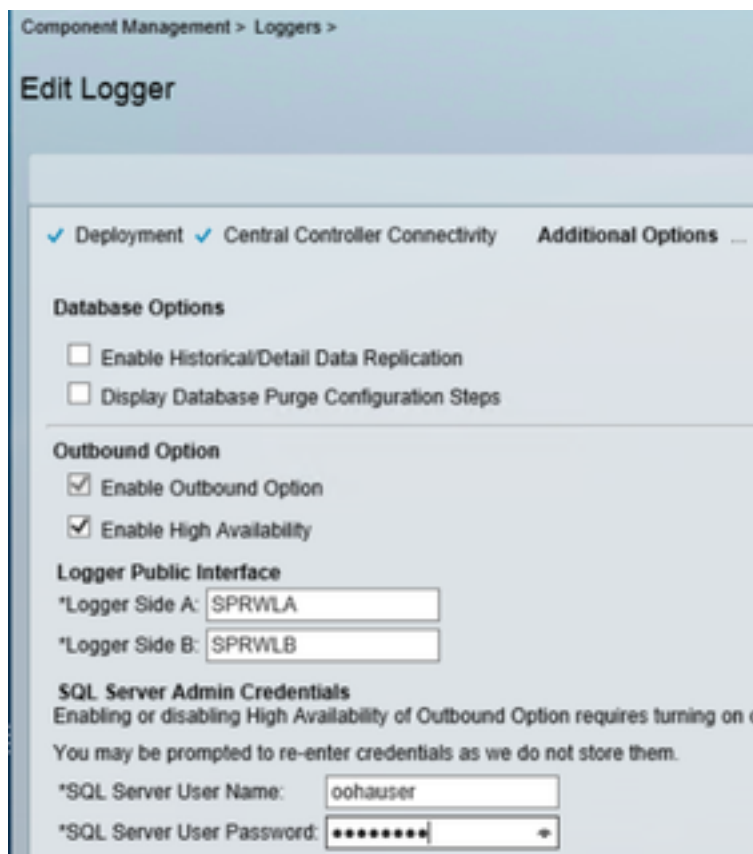 Component Management > Loggers >
Edit Logger
Deployment Central Controller Connectivity Additional Options ...
Database Options
Enable Historical/Detail Data Replication
Display Database Purge Configuration Steps
Outbound Option
Enable Outbound Option
Enable High Availability
Logger Public Interface
*Logger Side A: SPRWLA
*Logger Side B: SPRWLB
SQL Server Admin Credentials
Enabling or disabling High Availability of Outbound Option requires turning on
You may be prompted to re-enter credentials as we do not store them.
*SQL Server User Name: oohauser
*SQL Server User Password: ••••••••